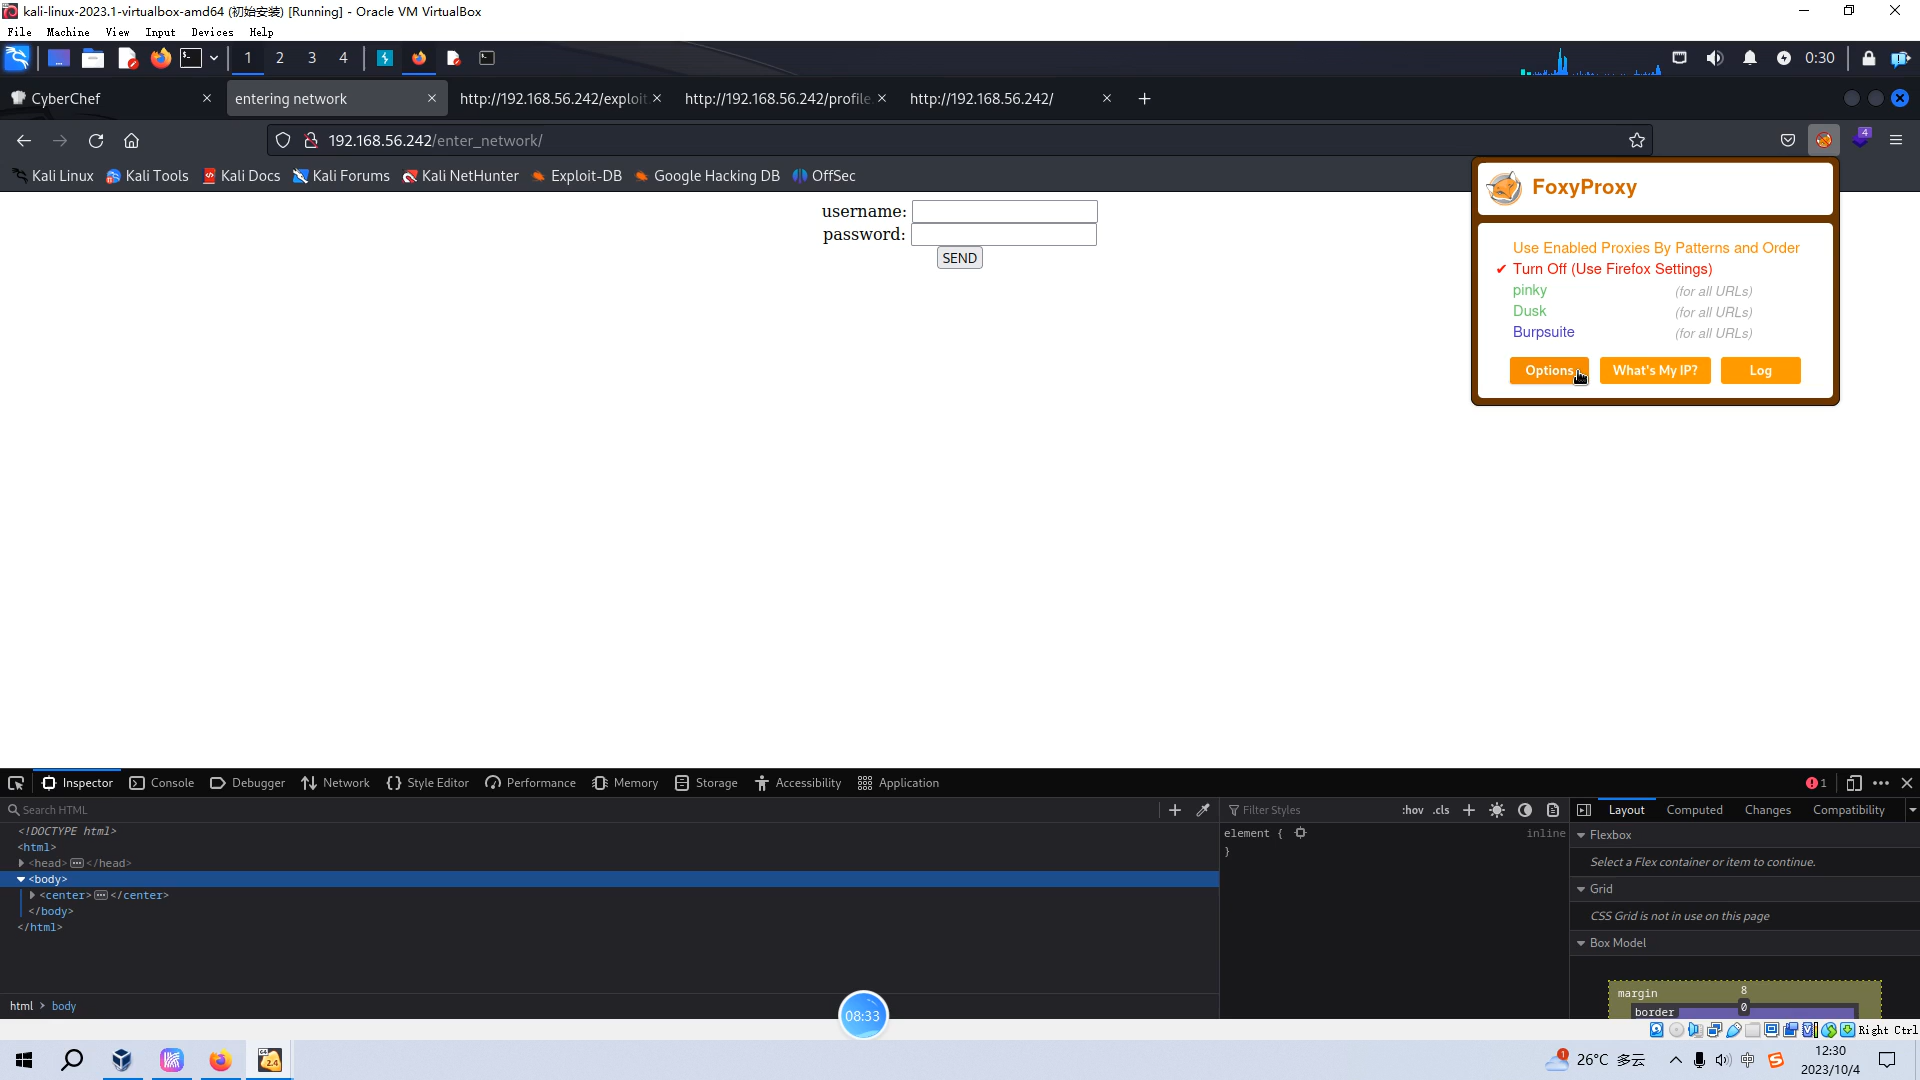 kali-linux-2023.1-virtualbox-amd64 (初始安装) [Running] - Oracle VM VirtualBox
File Machine View Input Devices Help
1 2 3 4 0:30
CyberChef entering network http://192.168.56.242/exploit http://192.168.56.242/profile. http://192.168.56.242/
192.168.56.242/enter_network/ 4
Kali Linux Kali Tools Kali Docs Kali Forums Kali NetHunter Exploit-DB Google Hacking DB OffSec
username:
password:
SEND
FoxyProxy
Use Enabled Proxies By Patterns and Order
✔ Turn Off (Use Firefox Settings)
pinky (for all URLs)
Dusk (for all URLs)
Burpsuite (for all URLs)
Options What's My IP? Log
Inspector Console Debugger Network Style Editor Performance Memory Storage Accessibility Application 1
Search HTML Filter Styles :hov .cls Layout Computed Changes Compatibility
<!DOCTYPE html>
<html>
<head> </head>
<body>
<center> </center>
</body>
</html>
element {
inline
}
Flexbox
Select a Flex container or item to continue.
Grid
CSS Grid is not in use on this page
Box Model
margin 8
border 0
html > body
08:33
Right Ctrl
64
2.4
1
26°C 多云
中
12:30
2023/10/4